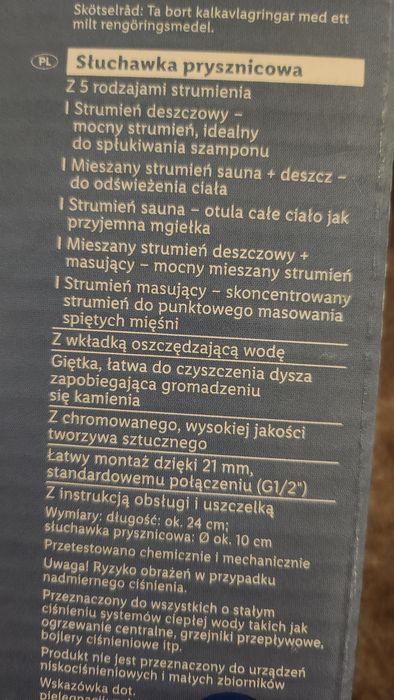 Skötselråd: Ta bort kalkavlagringar med ett
milt rengöringsmedel.
PL Słuchawka prysznicowa
Z 5 rodzajami strumienia
I Strumień deszczowy –
mocny strumień, idealny
do spłukiwania szamponu
I Mieszany strumień sauna + deszcz –
do odświeżenia ciała
I Strumień sauna – otula całe ciało jak
przyjemna mgiełka
I Mieszany strumień deszczowy +
masujący – mocny mieszany strumień
I Strumień masujący – skoncentrowany
strumień do punktowego masowania
spiętych mięśni
Z wkładką oszczędzającą wodę
Giętka, łatwa do czyszczenia dysza
zapobiegająca gromadzeniu
się kamienia
Z chromowanego, wysokiej jakości
tworzywa sztucznego
Łatwy montaż dzięki 21 mm,
standardowemu połączeniu (G1/2")
Z instrukcją obsługi i uszczelką
Wymiary: długość: ok. 24 cm;
słuchawka prysznicowa: Ø ok. 10 cm
Przetestowano chemicznie i mechanicznie
Uwaga! Ryzyko obrażeń w przypadku
nadmiernego ciśnienia.
Przeznaczony do wszystkich o stałym
ciśnieniu systemów ciepłej wody takich jak
ogrzewanie centralne, grzejniki przepływowe,
bojlery ciśnieniowe itp.
Produkt nie jest przeznaczony do urządzeń
niskociśnieniowych i małych zbiorników
Wskazówka dot.